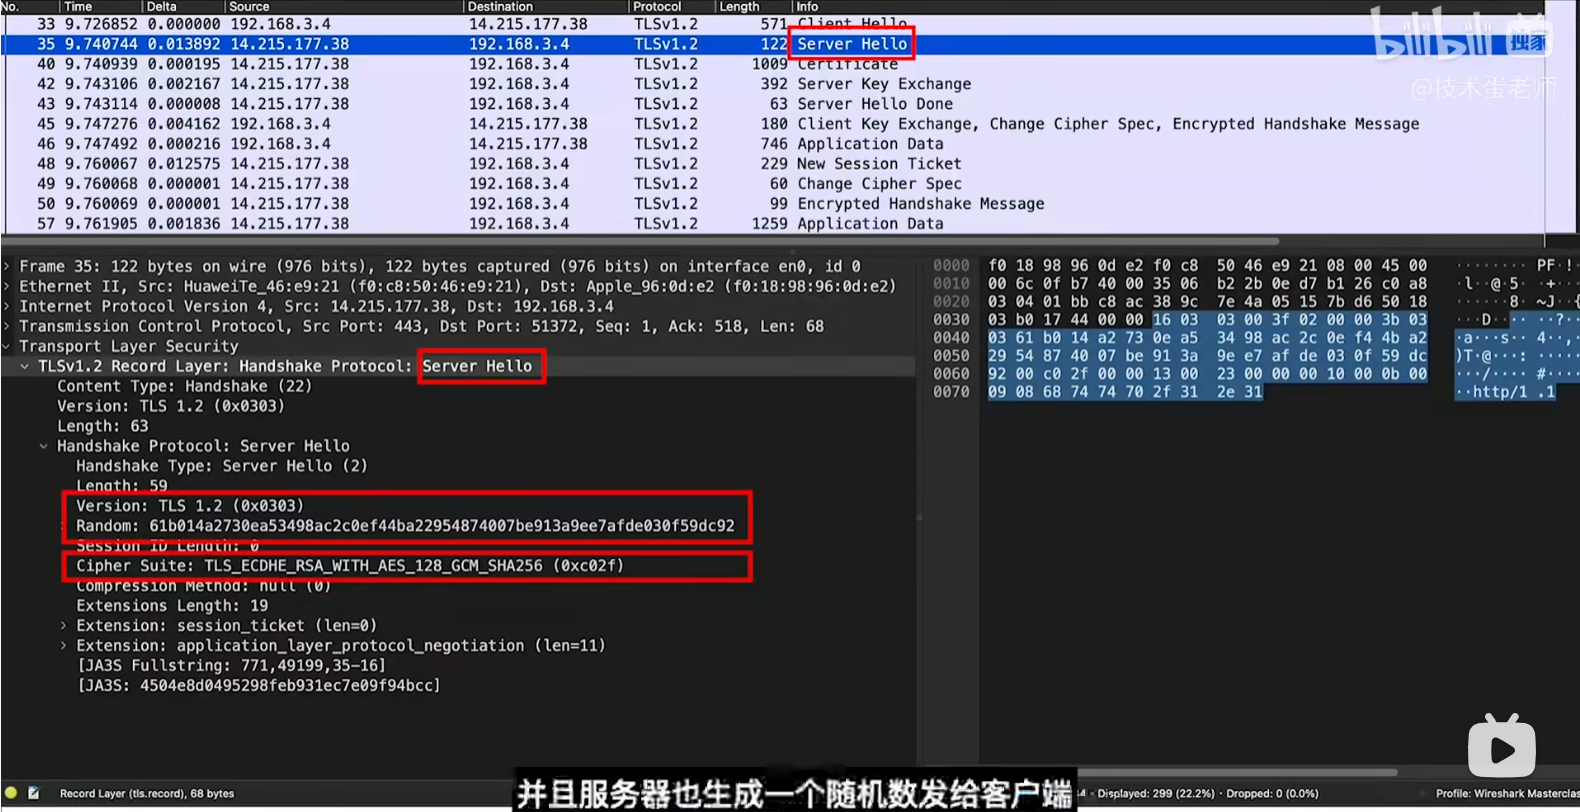 No. Time Delta Source Destination Protocol Length Info
33 9.726852 0.000000 192.168.3.4 14.215.177.38 TLSv1.2 571 Client Hello
35 9.740744 0.013892 14.215.177.38 192.168.3.4 TLSv1.2 122 Server Hello
40 9.740939 0.000195 14.215.177.38 192.168.3.4 TLSv1.2 1009 Certificate
42 9.743106 0.002167 14.215.177.38 192.168.3.4 TLSv1.2 392 Server Key Exchange
43 9.743114 0.000008 14.215.177.38 192.168.3.4 TLSv1.2 63 Server Hello Done
45 9.747276 0.004162 192.168.3.4 14.215.177.38 TLSv1.2 180 Client Key Exchange, Change Cipher Spec, Encrypted Handshake Message
46 9.747492 0.000216 192.168.3.4 14.215.177.38 TLSv1.2 746 Application Data
48 9.760067 0.012575 14.215.177.38 192.168.3.4 TLSv1.2 229 New Session Ticket
49 9.760068 0.000001 14.215.177.38 192.168.3.4 TLSv1.2 60 Change Cipher Spec
50 9.760069 0.000001 14.215.177.38 192.168.3.4 TLSv1.2 99 Encrypted Handshake Message
57 9.761905 0.001836 14.215.177.38 192.168.3.4 TLSv1.2 1259 Application Data
bilibili 独家
@技术蛋老师
Frame 35: 122 bytes on wire (976 bits), 122 bytes captured (976 bits) on interface en0, id 0
Ethernet II, Src: HuaweiTe_46:e9:21 (f0:c8:50:46:e9:21), Dst: Apple_96:0d:e2 (f0:18:98:96:0d:e2)
Internet Protocol Version 4, Src: 14.215.177.38, Dst: 192.168.3.4
Transmission Control Protocol, Src Port: 443, Dst Port: 51372, Seq: 1, Ack: 518, Len: 68
Transport Layer Security
TLSv1.2 Record Layer: Handshake Protocol: Server Hello
Content Type: Handshake (22)
Version: TLS 1.2 (0x0303)
Length: 63
Handshake Protocol: Server Hello
Handshake Type: Server Hello (2)
Length: 59
Version: TLS 1.2 (0x0303)
Random: 61b014a2730ea53498ac2c0ef44ba22954874007be913a9ee7afde030f59dc92
Session ID Length: 0
Cipher Suite: TLS_ECDHE_RSA_WITH_AES_128_GCM_SHA256 (0xc02f)
Compression Method: null (0)
Extensions Length: 19
Extension: session_ticket (len=0)
Extension: application_layer_protocol_negotiation (len=11)
[JA3S Fullstring: 771,49199,35-16]
[JA3S: 4504e8d0495298feb931ec7e09f94bcc]
0000 f0 18 98 96 0d e2 f0 c8 50 46 e9 21 08 00 45 00 ········ PF·!
0010 00 6c 0f b7 40 00 35 06 b2 2b 0e d7 b1 26 c0 a8 ·l··@·5· ·+
0020 03 04 01 bb c8 ac 38 9c 7e 4a 05 15 7b d6 50 18 ······8· ~J··{
0030 03 b0 17 44 00 00 16 03 03 00 3f 02 00 00 3b 03 ···D···· ··?·
0040 03 61 b0 14 a2 73 0e a5 34 98 ac 2c 0e f4 4b a2 ·a···s·· 4··,
0050 29 54 87 40 07 be 91 3a 9e e7 af de 03 0f 59 dc )T·@···: ····
0060 92 00 c0 2f 00 00 13 00 23 00 00 00 10 00 0b 00 ···/···· #···
0070 09 08 68 74 74 70 2f 31 2e 31 ··http/1 .1
并且服务器也生成一个随机数发给客户端
Record Layer (tls.record), 68 bytes
Displayed: 299 (22.2%) · Dropped: 0 (0.0%)
Profile: Wireshark Masterclas